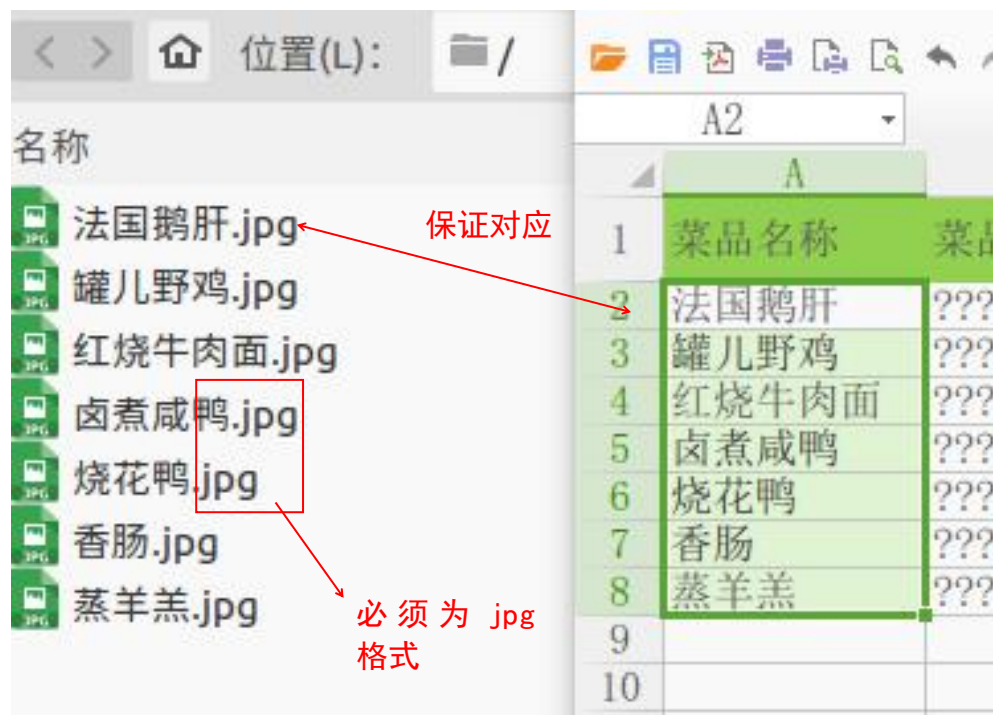 位置(L)： /
名称
法国鹅肝.jpg
罐儿野鸡.jpg
红烧牛肉面.jpg
卤煮咸鸭.jpg
烧花鸭.jpg
香肠.jpg
蒸羊羔.jpg
保证对应
必须为 jpg
格式
A2
A
1 菜品名称 菜品
2 法国鹅肝 ???
3 罐儿野鸡 ???
4 红烧牛肉面 ???
5 卤煮咸鸭 ???
6 烧花鸭 ???
7 香肠 ???
8 蒸羊羔 ???
9
10